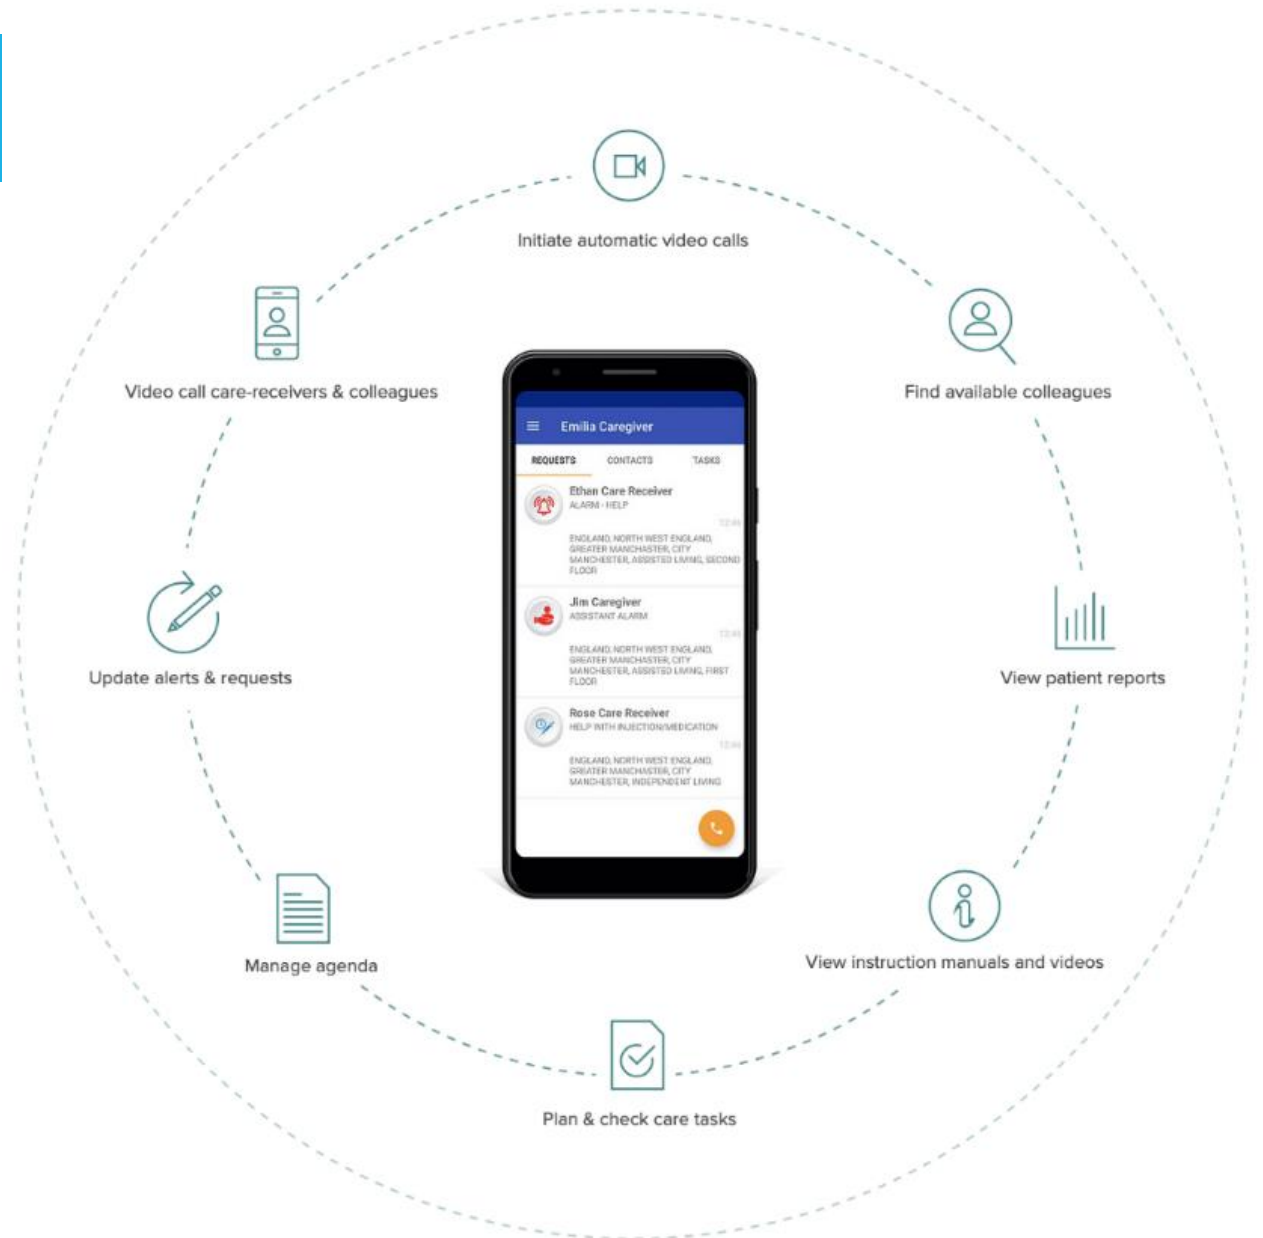 Initiate automatic video calls
Video call care-receivers & colleagues
Find available colleagues
Emilia Caregiver
REQUESTS CONTACTS TASKS
Ethan Care Receiver
ALARM - HELP
ENGLAND, NORTH WEST ENGLAND,
GREATER MANCHASTER, CITY
MANCHESTER, ASSISTED LIVING, SECOND
FLOOR
Jim Caregiver
ASSISTANT ALARM
ENGLAND, NORTH WEST ENGLAND,
GREATER MANCHASTER, CITY
MANCHESTER, ASSISTED LIVING, FIRST
FLOOR
Update alerts & requests
View patient reports
Rose Care Receiver
HELP WITH INJECTION/MEDICATION
ENGLAND, NORTH WEST ENGLAND,
GREATER MANCHASTER, CITY
MANCHESTER, INDEPENDENT LIVING
Manage agenda
View instruction manuals and videos
Plan & check care tasks